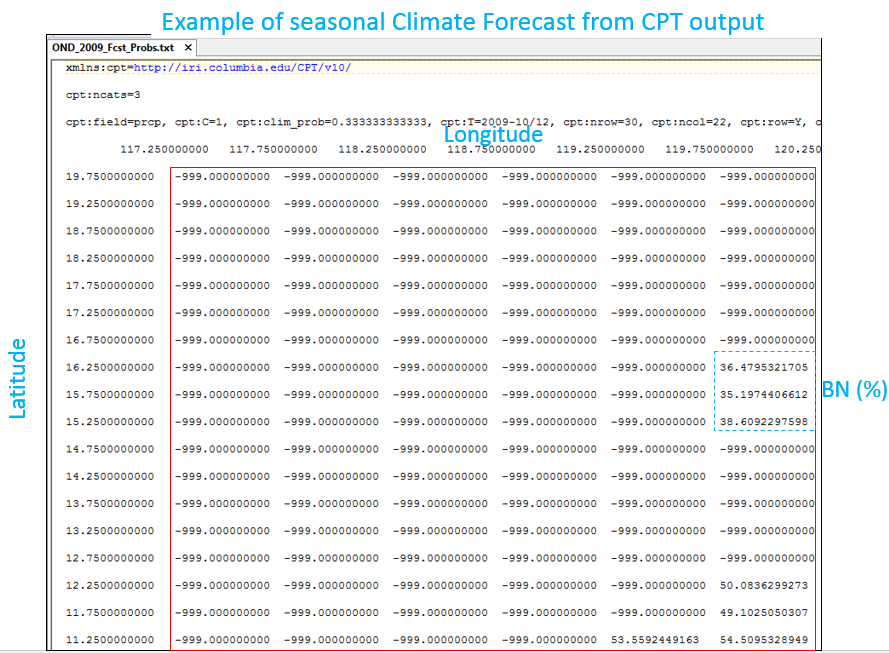 Example of seasonal Climate Forecast from CPT output
OND_2009_Fcst_Probs.txt ✕
xmlns:cpt=http://iri.columbia.edu/CPT/v10/
cpt:ncats=3
cpt:field=prcp, cpt:C=1, cpt:clim_prob=0.333333333333, cpt:T=2009-10/12, cpt:nrow=30, cpt:ncol=22, cpt:row=Y, c
Longitude
117.250000000 117.750000000 118.250000000 118.750000000 119.250000000 119.750000000 120.250
19.7500000000 -999.000000000 -999.000000000 -999.000000000 -999.000000000 -999.000000000 -999.000000000
19.2500000000 -999.000000000 -999.000000000 -999.000000000 -999.000000000 -999.000000000 -999.000000000
18.7500000000 -999.000000000 -999.000000000 -999.000000000 -999.000000000 -999.000000000 -999.000000000
18.2500000000 -999.000000000 -999.000000000 -999.000000000 -999.000000000 -999.000000000 -999.000000000
17.7500000000 -999.000000000 -999.000000000 -999.000000000 -999.000000000 -999.000000000 -999.000000000
17.2500000000 -999.000000000 -999.000000000 -999.000000000 -999.000000000 -999.000000000 -999.000000000
16.7500000000 -999.000000000 -999.000000000 -999.000000000 -999.000000000 -999.000000000 -999.000000000
16.2500000000 -999.000000000 -999.000000000 -999.000000000 -999.000000000 -999.000000000 36.4795321705
15.7500000000 -999.000000000 -999.000000000 -999.000000000 -999.000000000 -999.000000000 35.1974406612
15.2500000000 -999.000000000 -999.000000000 -999.000000000 -999.000000000 -999.000000000 38.6092297598
14.7500000000 -999.000000000 -999.000000000 -999.000000000 -999.000000000 -999.000000000 -999.000000000
14.2500000000 -999.000000000 -999.000000000 -999.000000000 -999.000000000 -999.000000000 -999.000000000
13.7500000000 -999.000000000 -999.000000000 -999.000000000 -999.000000000 -999.000000000 -999.000000000
13.2500000000 -999.000000000 -999.000000000 -999.000000000 -999.000000000 -999.000000000 -999.000000000
12.7500000000 -999.000000000 -999.000000000 -999.000000000 -999.000000000 -999.000000000 -999.000000000
12.2500000000 -999.000000000 -999.000000000 -999.000000000 -999.000000000 -999.000000000 50.0836299273
11.7500000000 -999.000000000 -999.000000000 -999.000000000 -999.000000000 -999.000000000 49.1025050307
11.2500000000 -999.000000000 -999.000000000 -999.000000000 -999.000000000 53.5592449163 54.5095328949
Latitude
BN (%)